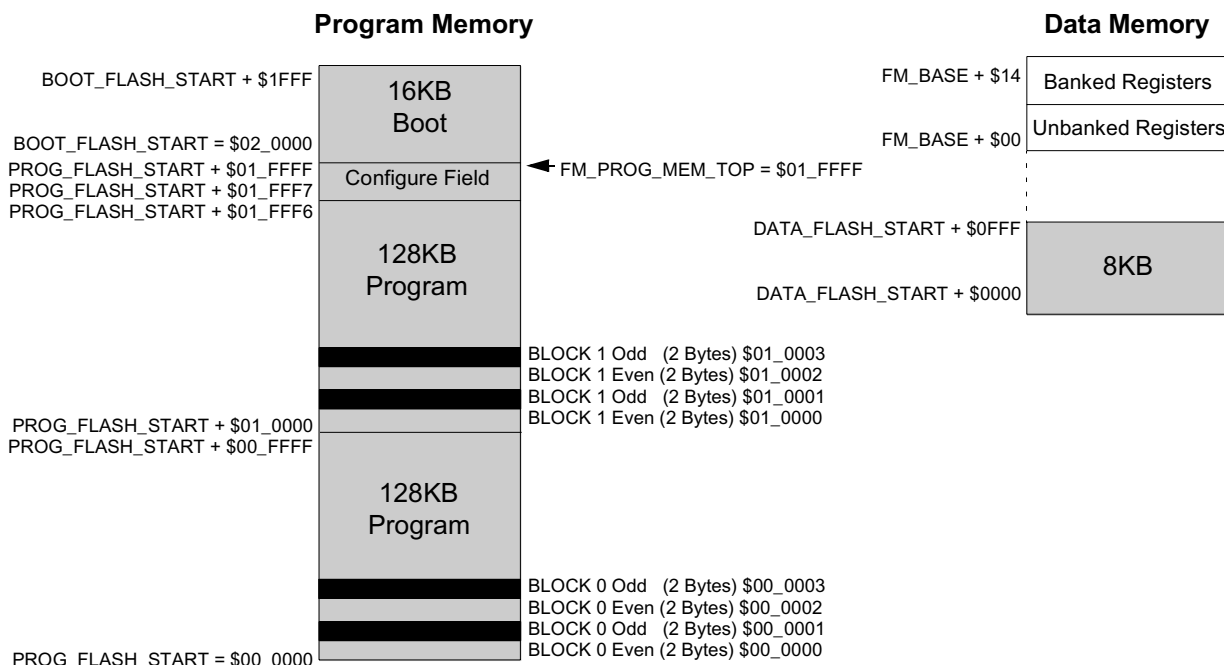 Program Memory
BOOT_FLASH_START + $1FFF
16KB
Boot
BOOT_FLASH_START = $02_0000
PROG_FLASH_START + $01_FFFF
FM_PROG_MEM_TOP = $01_FFFF
Configure Field
PROG_FLASH_START + $01_FFF7
PROG_FLASH_START + $01_FFF6
128KB
Program
BLOCK 1 Odd (2 Bytes) $01_0003
BLOCK 1 Even (2 Bytes) $01_0002
BLOCK 1 Odd (2 Bytes) $01_0001
BLOCK 1 Even (2 Bytes) $01_0000
PROG_FLASH_START + $01_0000
PROG_FLASH_START + $00_FFFF
128KB
Program
BLOCK 0 Odd (2 Bytes) $00_0003
BLOCK 0 Even (2 Bytes) $00_0002
BLOCK 0 Odd (2 Bytes) $00_0001
BLOCK 0 Even (2 Bytes) $00_0000
PROG_FLASH_START = $00_0000
Data Memory
FM_BASE + $14
Banked Registers
Unbanked Registers
FM_BASE + $00
DATA_FLASH_START + $0FFF
8KB
DATA_FLASH_START + $0000